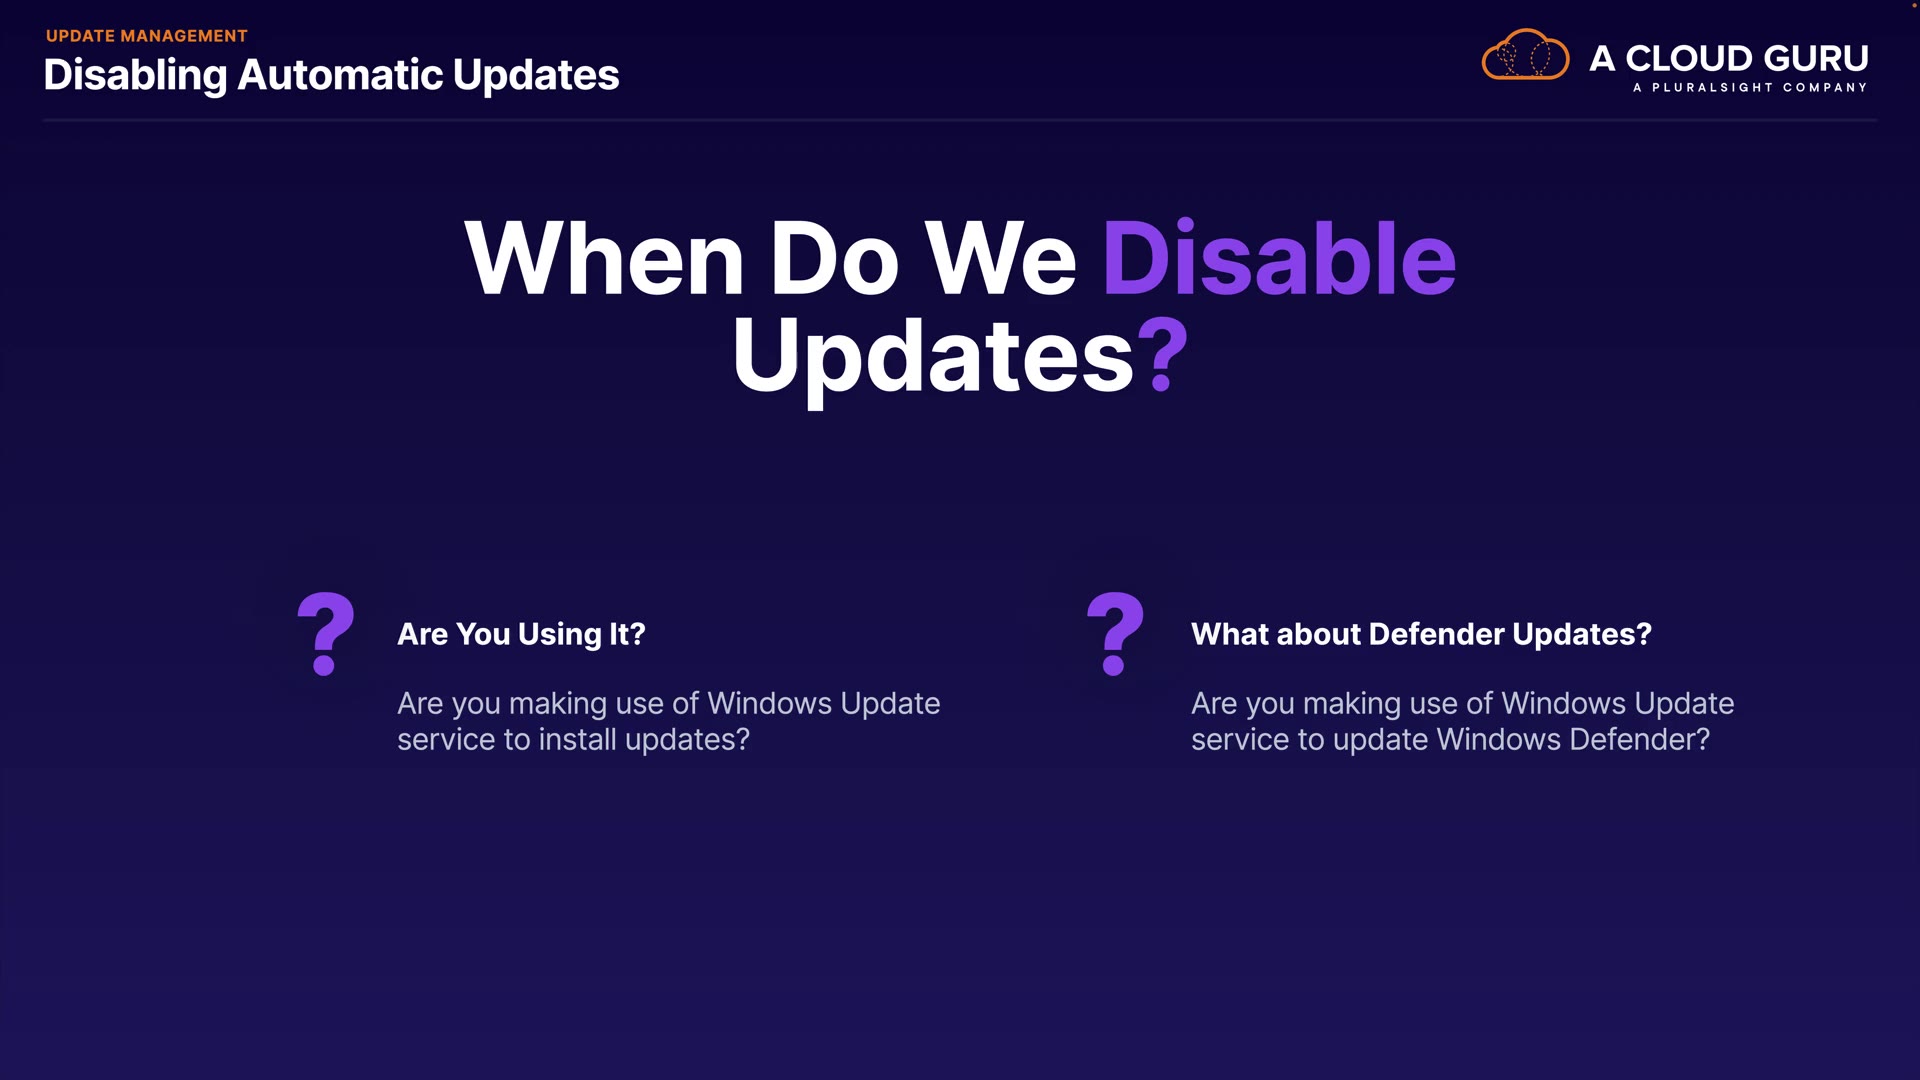 UPDATE MANAGEMENT
Disabling Automatic Updates
A CLOUD GURU
A PLURALSIGHT COMPANY
When Do We Disable
Updates?
?
Are You Using It?
Are you making use of Windows Update
service to install updates?
?
What about Defender Updates?
Are you making use of Windows Update
service to update Windows Defender?